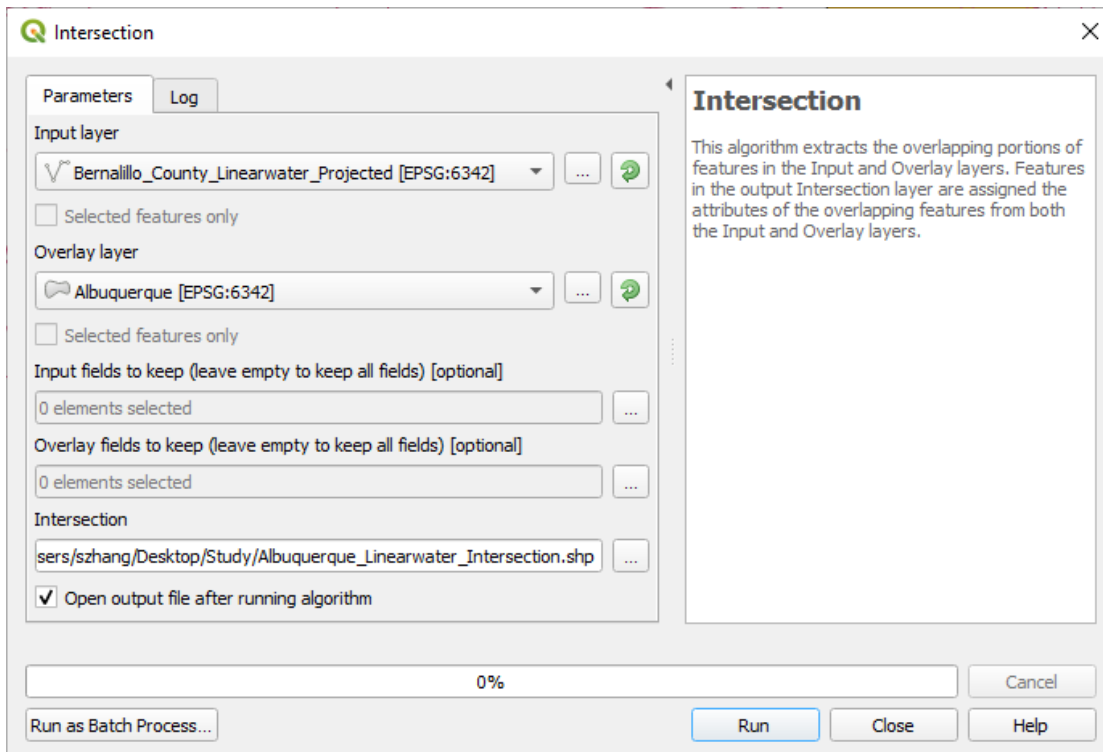 Intersection
Parameters
Log
Input layer
Bernalillo_County_Linearwater_Projected [EPSG:6342]
...
Selected features only
Overlay layer
Albuquerque [EPSG:6342]
...
Selected features only
Input fields to keep (leave empty to keep all fields) [optional]
0 elements selected
...
Overlay fields to keep (leave empty to keep all fields) [optional]
0 elements selected
...
Intersection
sers/szhang/Desktop/Study/Albuquerque_Linearwater_Intersection.shp
...
Open output file after running algorithm
Intersection
This algorithm extracts the overlapping portions of
features in the Input and Overlay layers. Features
in the output Intersection layer are assigned the
attributes of the overlapping features from both
the Input and Overlay layers.
0%
Cancel
Run as Batch Process...
Run
Close
Help